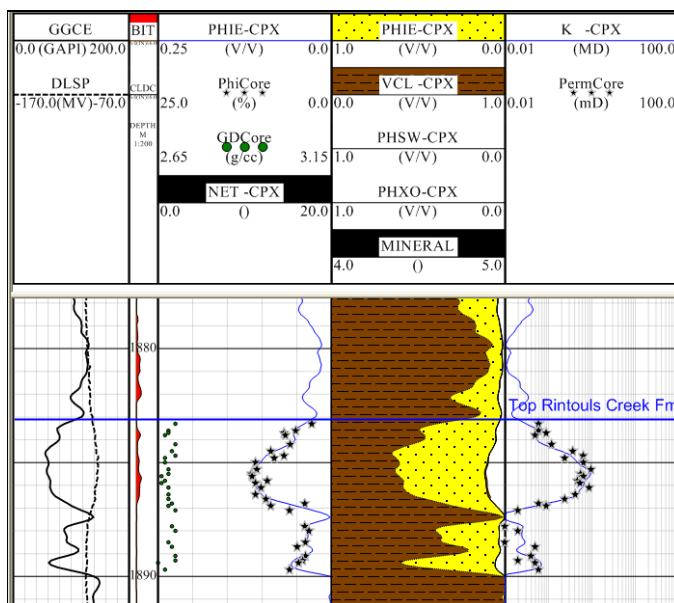 GGCE
0.0 (GAPI) 200.0
DLSP
-170.0(MV)-70.0
BIT
CLDC
DEPTH
M
1:200
PHIE-CPX
0.25 (V/V) 0.0
PhiCore
25.0 (%) 0.0
GDCore
2.65 (g/cc) 3.15
NET -CPX
0.0 () 20.0
PHIE-CPX
1.0 (V/V) 0.0
VCL -CPX
0.0 (V/V) 1.0
PHSW-CPX
1.0 (V/V) 0.0
PHXO-CPX
1.0 (V/V) 0.0
MINERAL
4.0 () 5.0
K -CPX
0.01 (MD) 100.0
PermCore
0.01 (mD) 100.0
1880
Top Rintouls Creek Fm
1890